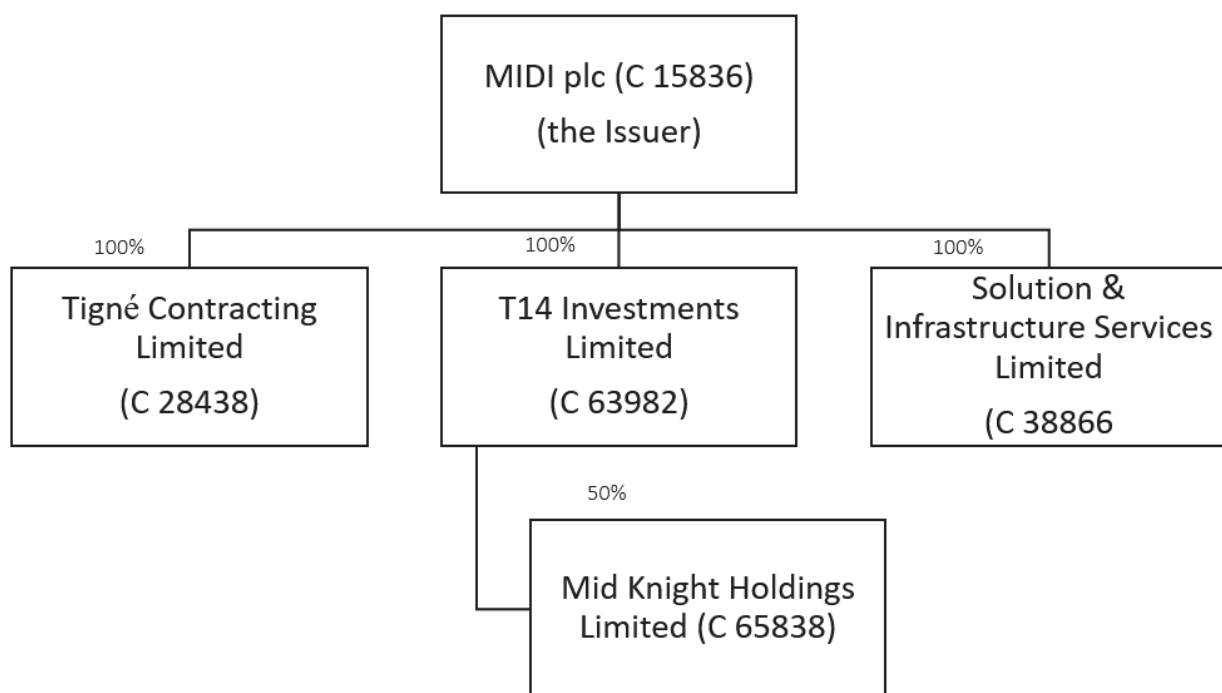 MIDI plc (C 15836)
(the Issuer)
100%
100%
100%
Tigné Contracting
Limited
(C 28438)
T14 Investments
Limited
(C 63982)
Solution &
Infrastructure Services
Limited
(C 38866
50%
Mid Knight Holdings
Limited (C 65838)